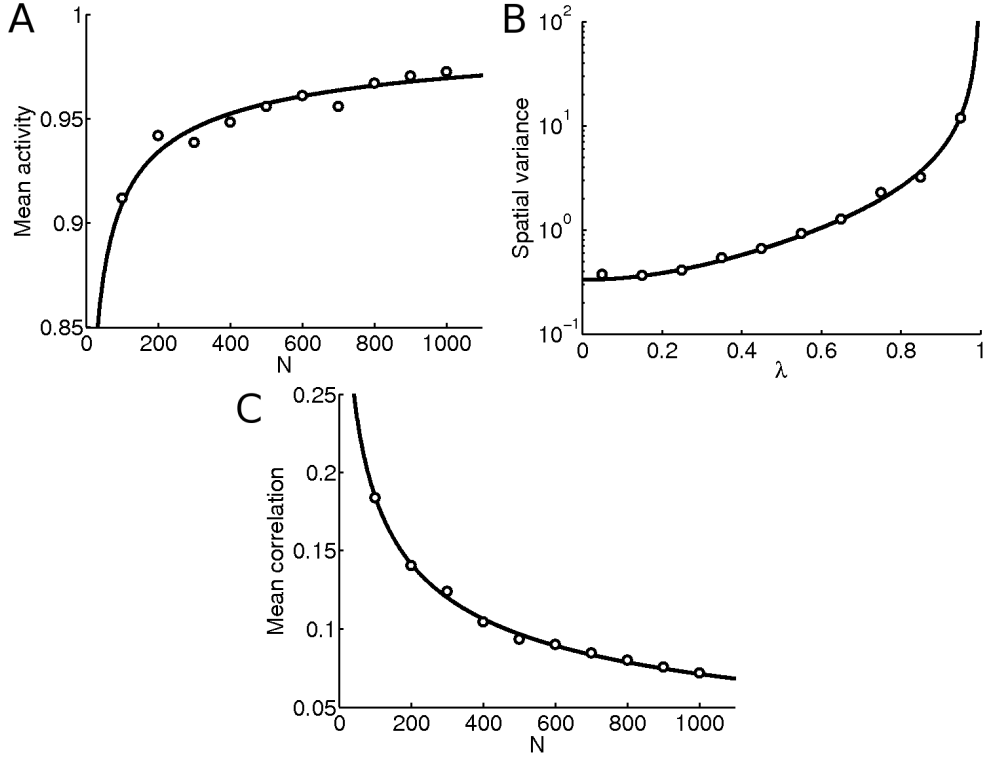 A
Mean activity
1
0.95
0.9
0.85
0 200 400 600 800 1000
N
B
Spatial variance
10^2
10^1
10^0
10^-1
0 0.2 0.4 0.6 0.8 1
λ
C
Mean correlation
0.25
0.2
0.15
0.1
0.05
0 200 400 600 800 1000
N